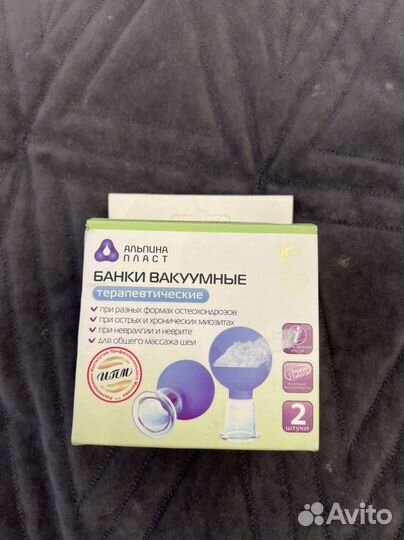 АЛЬПИНА
ПЛАСТ
БАНКИ ВАКУУМНЫЕ
терапевтические
✓ при разных формах остеохондрозов
✓ при острых и хронических миозитах
✓ при невралгии и неврите
✓ для общего массажа шеи
2
штуки
Avito